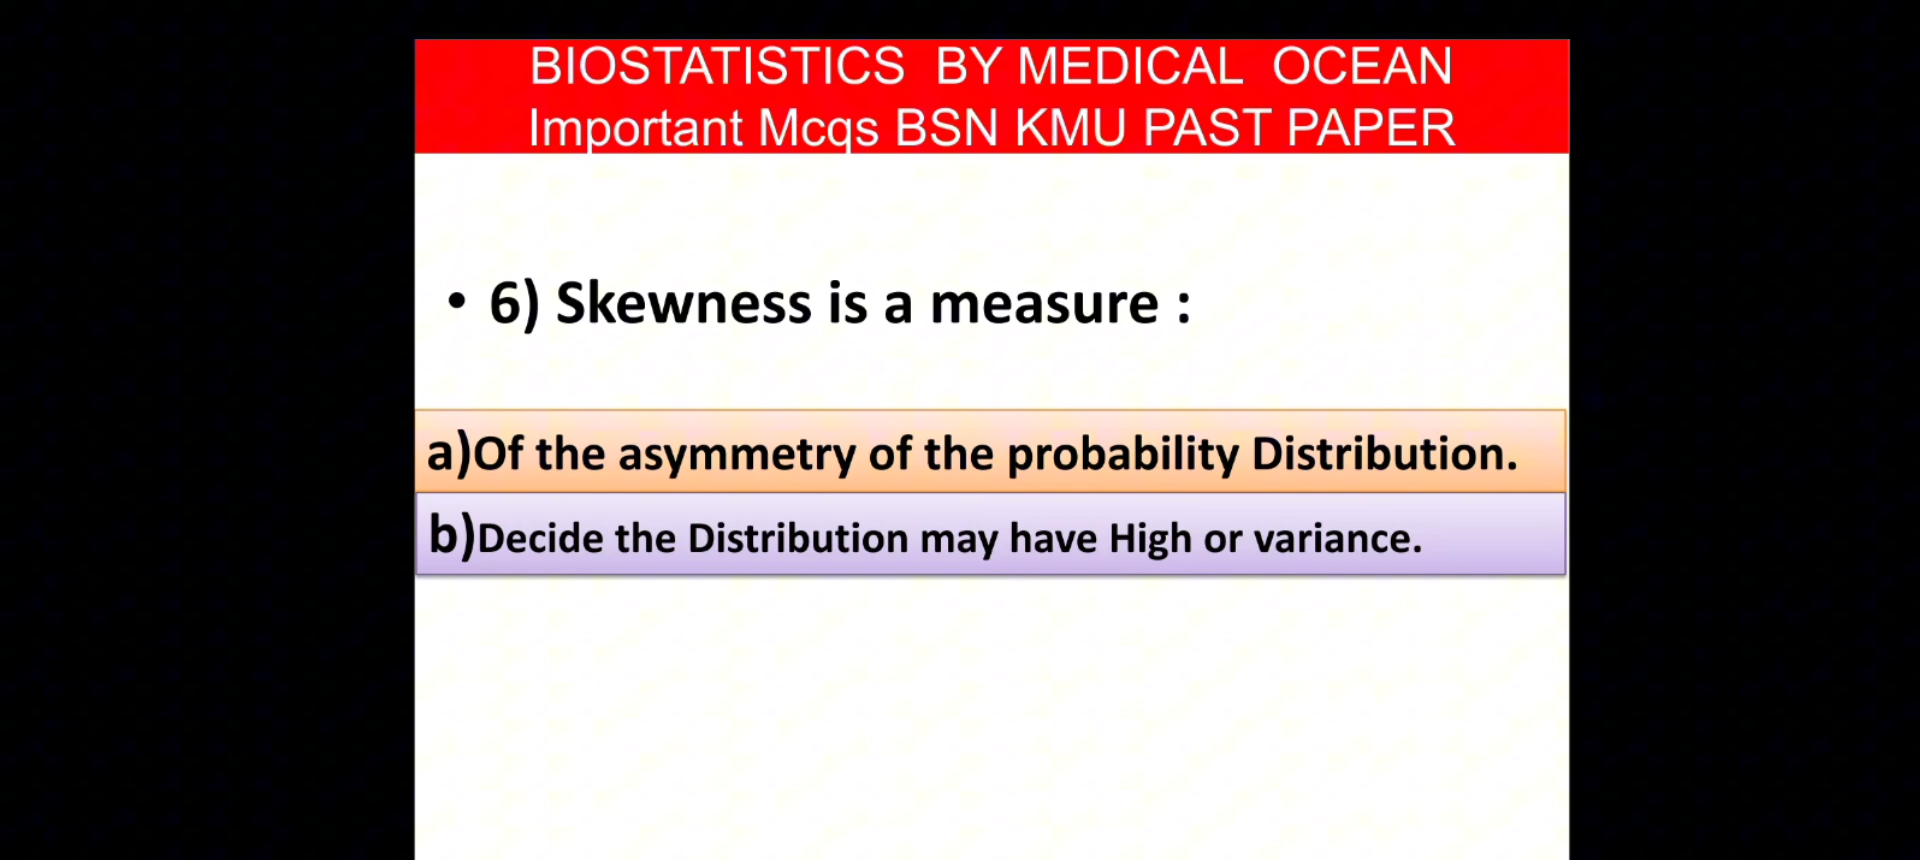 BIOSTATISTICS BY MEDICAL OCEAN
Important Mcqs BSN KMU PAST PAPER
• 6) Skewness is a measure :
a)Of the asymmetry of the probability Distribution.
b)Decide the Distribution may have High or variance.